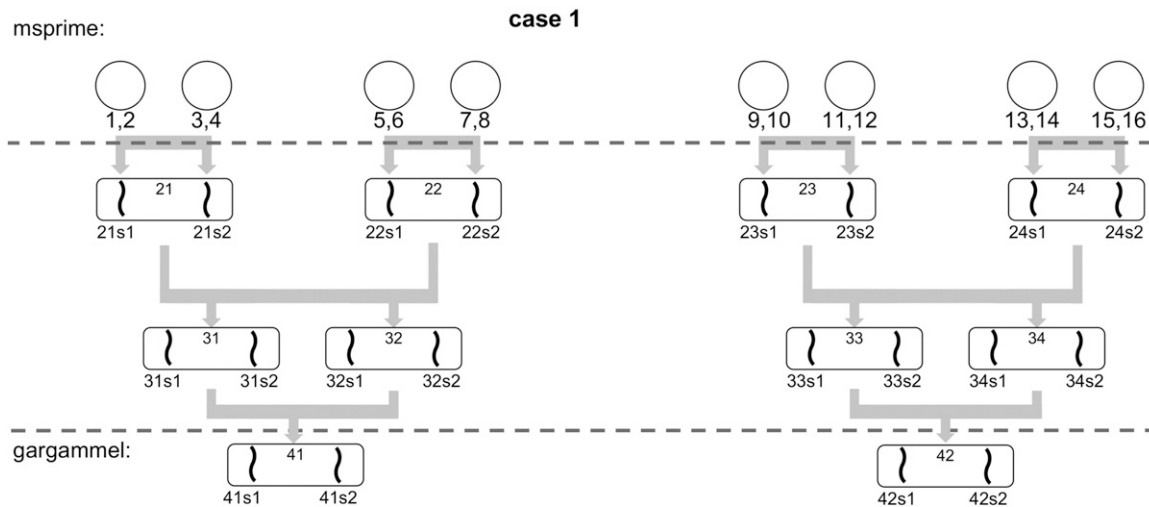 case 1
msprime:
1,2 3,4 5,6 7,8 9,10 11,12 13,14 15,16
21 22 23 24
21s1 21s2 22s1 22s2 23s1 23s2 24s1 24s2
31 32 33 34
31s1 31s2 32s1 32s2 33s1 33s2 34s1 34s2
gargammel:
41 42
41s1 41s2 42s1 42s2